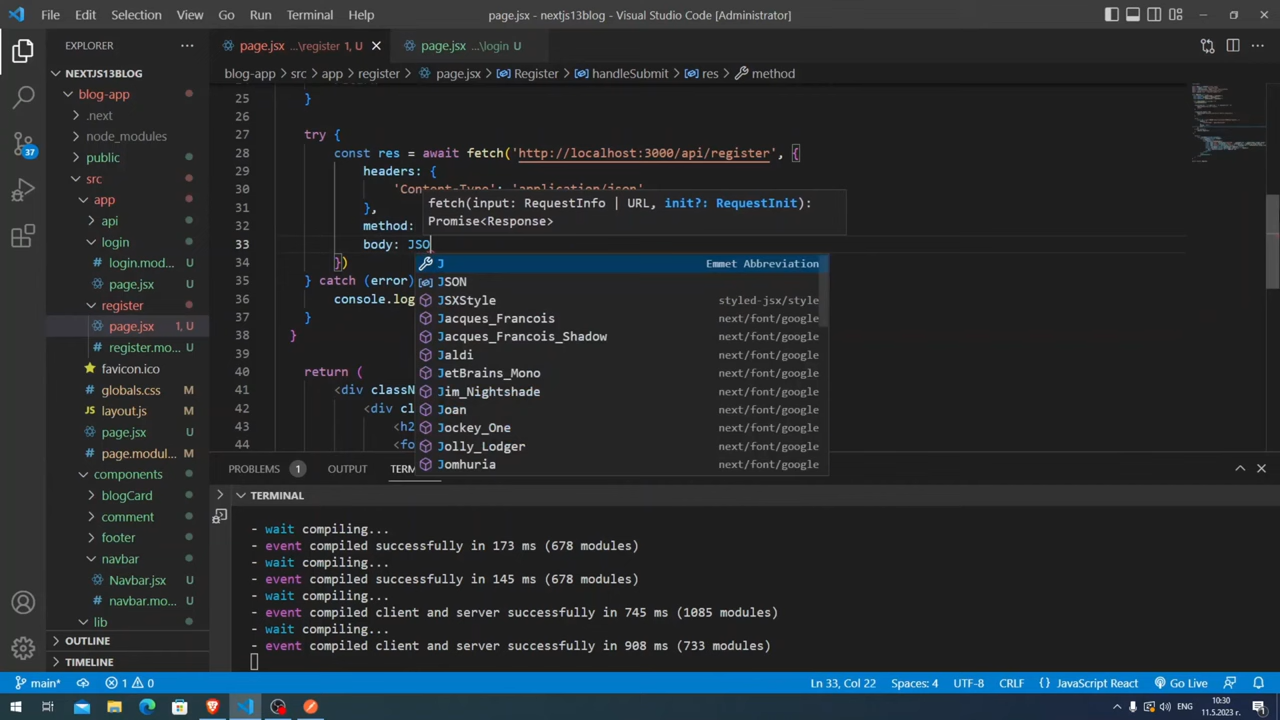 File Edit Selection View Go Run Terminal Help page.jsx - nextjs13blog - Visual Studio Code [Administrator]
EXPLORER
page.jsx ...\register 1, U page.jsx ...\login U
NEXTJS13BLOG
blog-app > src > app > register > page.jsx > Register > handleSubmit > res > method
blog-app
.next
node_modules
public
src
app
api
login
login.mod... U
page.jsx U
register
page.jsx 1, U
register.mo... U
favicon.ico
globals.css M
layout.js M
page.jsx U
page.modul... M
components
blogCard
comment
footer
navbar
Navbar.jsx U
navbar.mo... U
lib
OUTLINE
TIMELINE
37
25 }
26
27 try {
28 const res = await fetch('http://localhost:3000/api/register', {
29 headers: {
30 'Content-Type': 'application/json'
31 },
fetch(input: RequestInfo | URL, init?: RequestInit):
Promise<Response>
32 method:
33 body: JSO
34 })
35 } catch (error)
36 console.log
37 }
38 }
39
40 return (
41 <div classN
42 <div cl
43 <h2
44 <fo
J Emmet Abbreviation
JSON
JSXStyle styled-jsx/style
Jacques_Francois next/font/google
Jacques_Francois_Shadow next/font/google
Jaldi next/font/google
JetBrains_Mono next/font/google
Jim_Nightshade next/font/google
Joan next/font/google
Jockey_One next/font/google
Jolly_Lodger next/font/google
Jomhuria next/font/google
PROBLEMS 1 OUTPUT TERM
TERMINAL
- wait compiling...
- event compiled successfully in 173 ms (678 modules)
- wait compiling...
- event compiled successfully in 145 ms (678 modules)
- wait compiling...
- event compiled client and server successfully in 745 ms (1085 modules)
- wait compiling...
- event compiled client and server successfully in 908 ms (733 modules)
main* 1 0 Ln 33, Col 22 Spaces: 4 UTF-8 CRLF { } JavaScript React Go Live
ENG 10:30
11.5.2023 г. 1